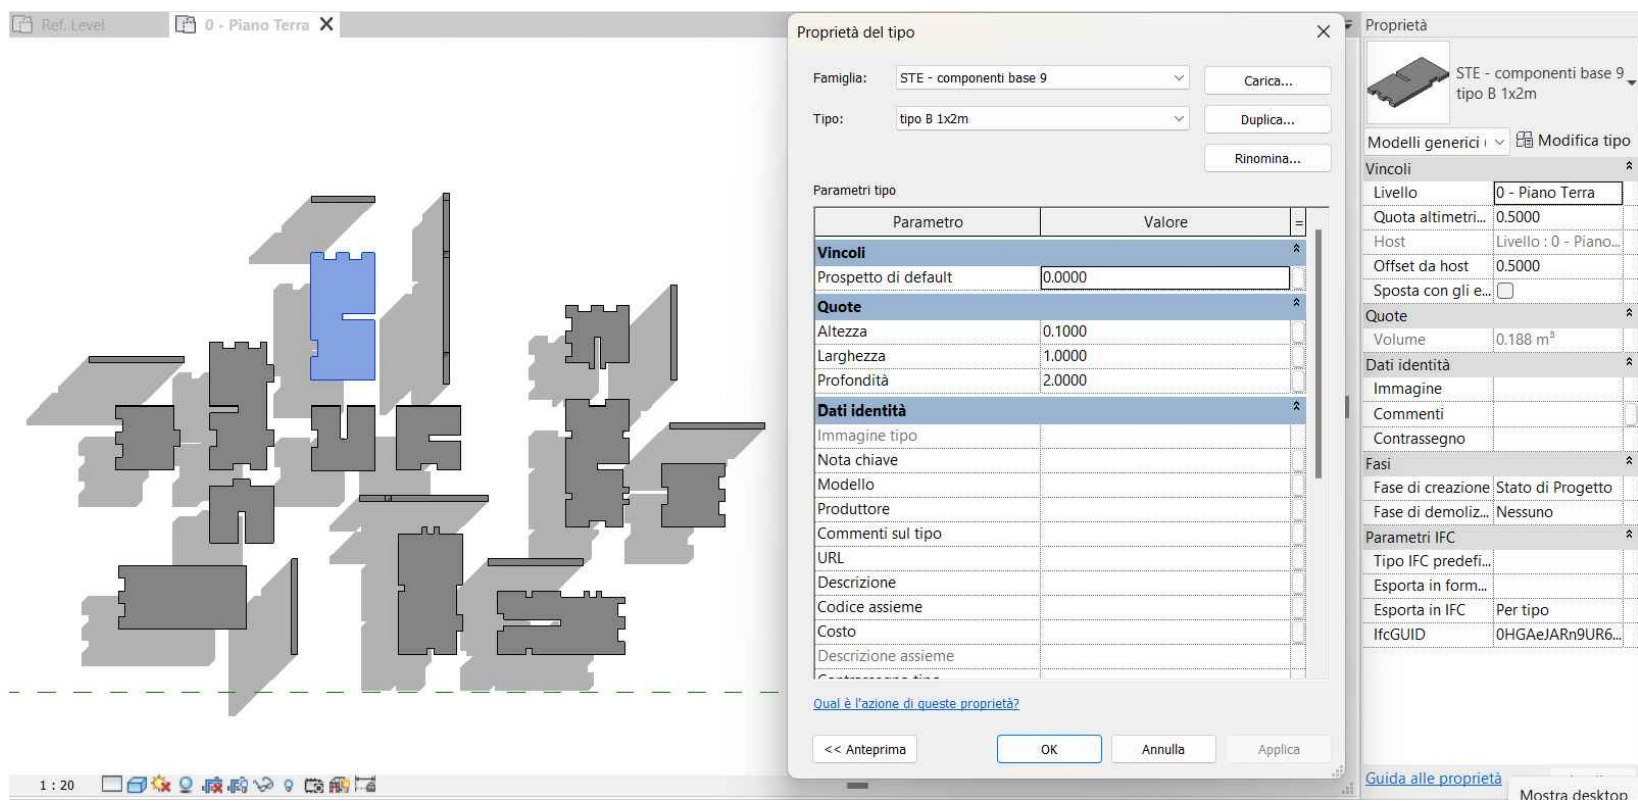 Ref. Level
0 - Piano Terra
Proprietà del tipo
Famiglia:
STE - componenti base 9
Carica...
Tipo:
tipo B 1x2m
Duplica...
Rinomina...
Parametri tipo
Parametro Valore =
Vincoli
Prospetto di default 0.0000
Quote
Altezza 0.1000
Larghezza 1.0000
Profondità 2.0000
Dati identità
Immagine tipo
Nota chiave
Modello
Produttore
Commenti sul tipo
URL
Descrizione
Codice assieme
Costo
Descrizione assieme
Qual è l'azione di queste proprietà?
<< Anteprima
OK
Annulla
Applica
Proprietà
STE - componenti base 9
tipo B 1x2m
Modelli generici
Modifica tipo
Vincoli
Livello 0 - Piano Terra
Quota altimetri... 0.5000
Host Livello : 0 - Piano...
Offset da host 0.5000
Sposta con gli e...
Quote
Volume 0.188 m³
Dati identità
Immagine
Commenti
Contrassegno
Fasi
Fase di creazione Stato di Progetto
Fase di demoliz... Nessuno
Parametri IFC
Tipo IFC predefi...
Esporta in form...
Esporta in IFC Per tipo
IfcGUID 0HGAeJARn9UR6...
Guida alle proprietà
Mostra desktop
1 : 20